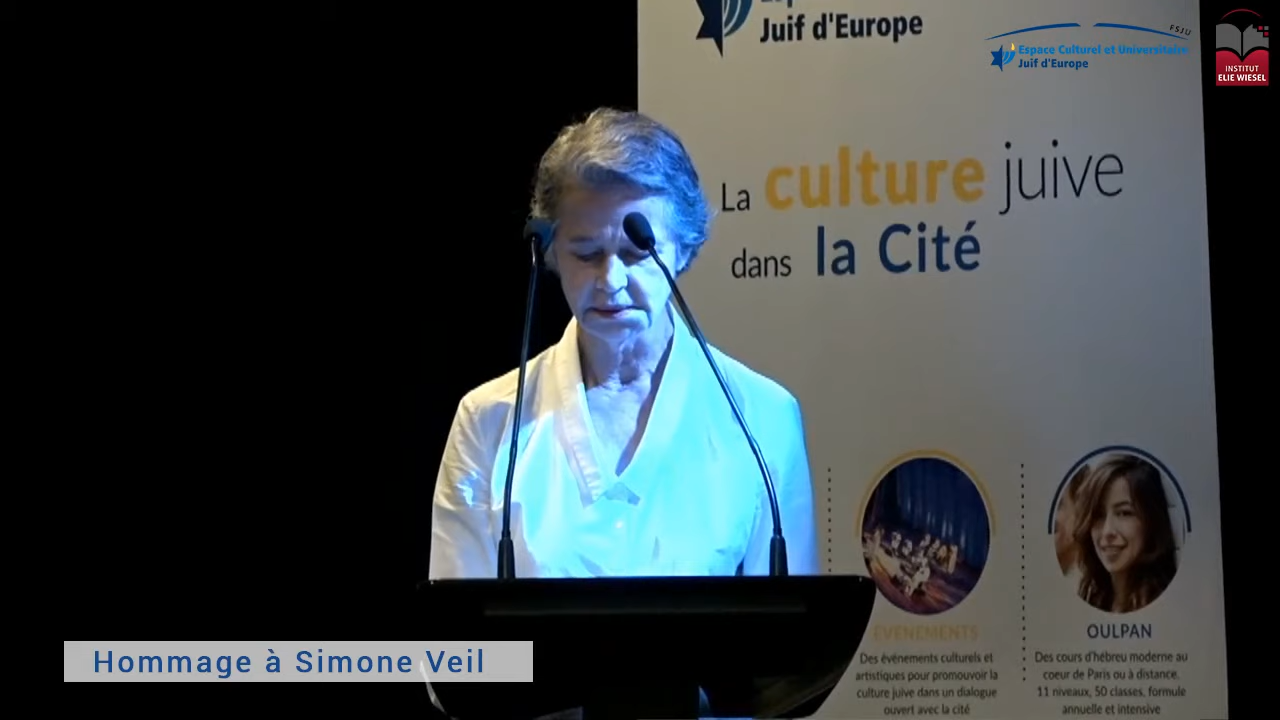 Juif d'Europe
FSJU
Espace Culturel et Universitaire
Juif d'Europe
INSTITUT
ELIE WIESEL
La culture juive
dans la Cité
EVENEMENTS
Des événements culturels et
artistiques pour promouvoir la
culture juive dans un dialogue
ouvert avec la cité
OULPAN
Des cours d'hébreu moderne au
coeur de Paris ou à distance.
11 niveaux, 50 classes, formule
annuelle et intensive
Hommage à Simone Veil